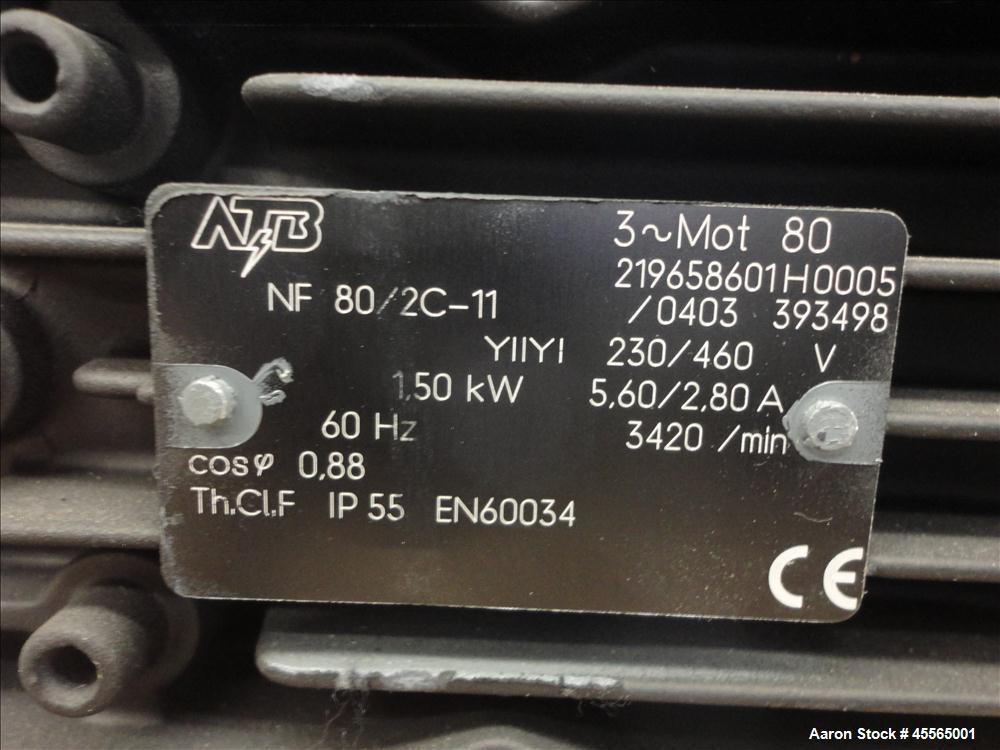 ATB
3~Mot 80
219658601H0005
NF 80/2C-11 /0403 393498
YIIYI 230/460 V
1,50 kW 5,60/2,80 A
60 Hz 3420 /min
cosφ 0,88
Th.Cl.F IP 55 EN60034
CE
Aaron Stock # 45565001